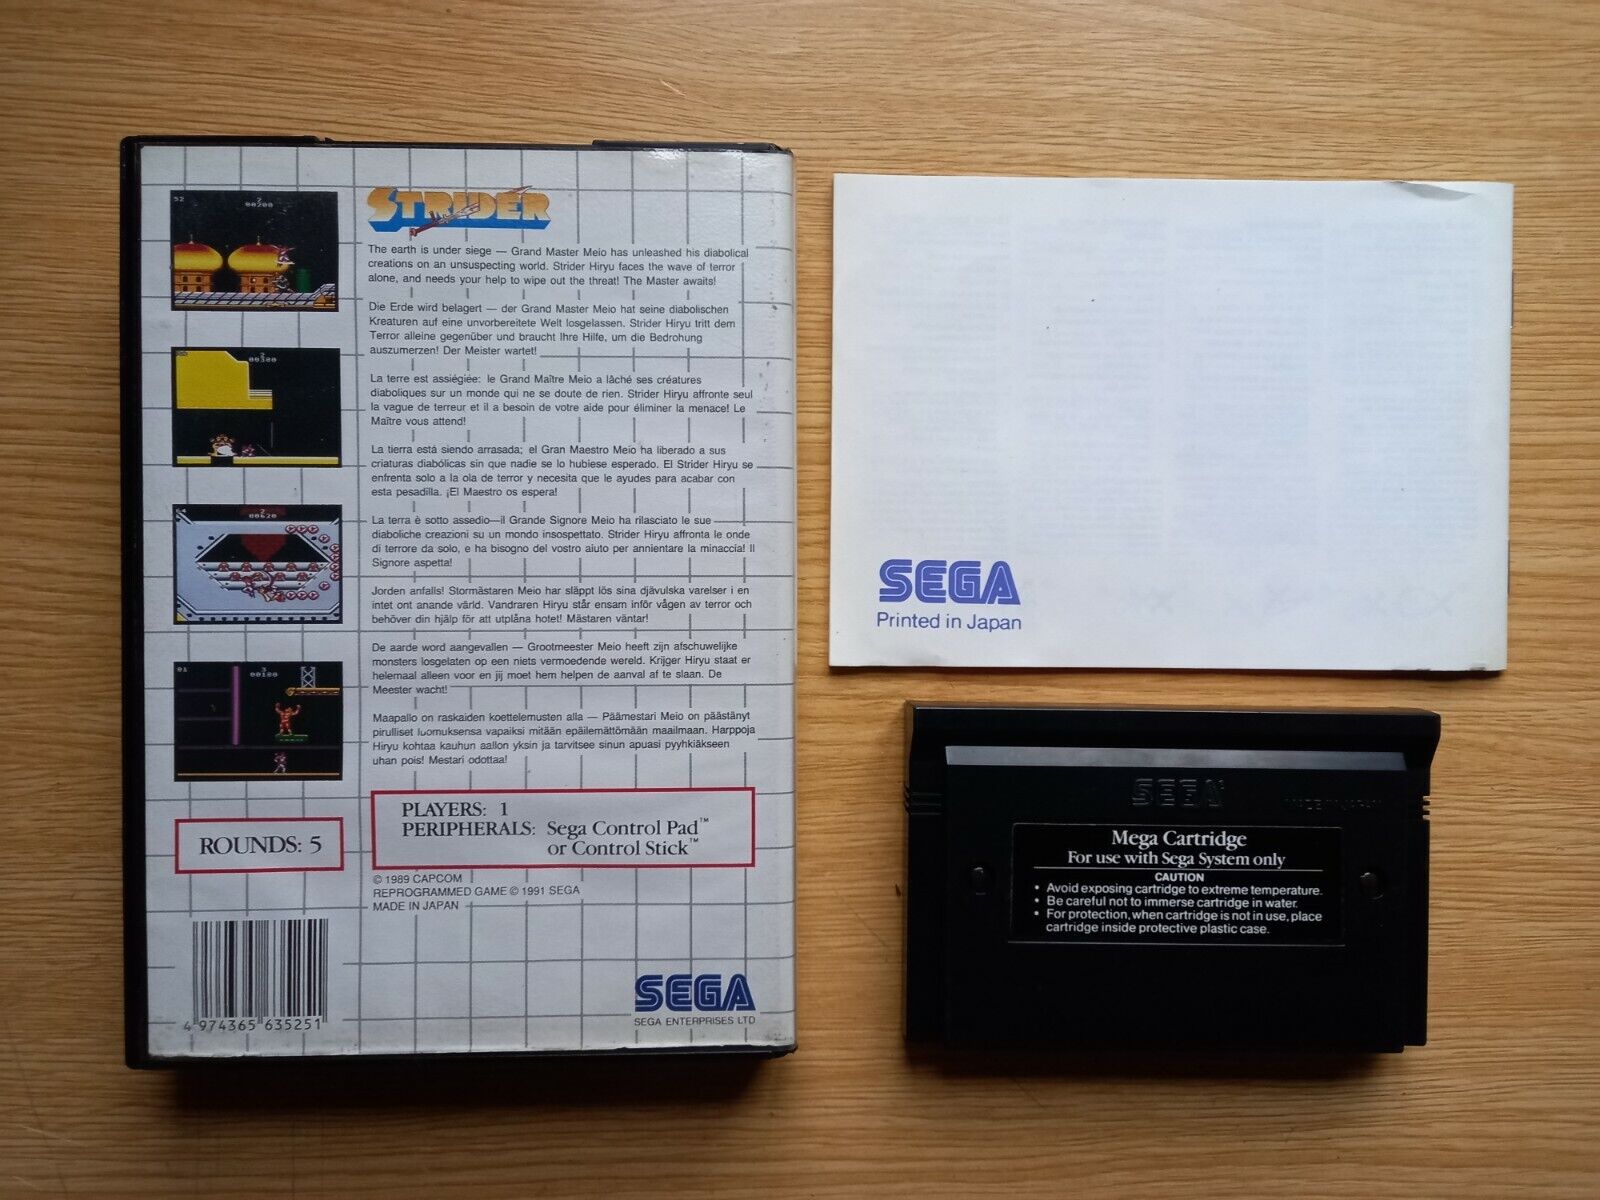 STRIDER
The earth is under siege — Grand Master Meio has unleashed his diabolical
creations on an unsuspecting world. Strider Hiryu faces the wave of terror
alone, and needs your help to wipe out the threat! The Master awaits!
Die Erde wird belagert — der Grand Master Meio hat seine diabolischen
Kreaturen auf eine unvorbereitete Welt losgelassen. Strider Hiryu tritt dem
Terror alleine gegenüber und braucht Ihre Hilfe, um die Bedrohung
auszumerzen! Der Meister wartet!
La terre est assiégiée: le Grand Maître Meio a lâché ses créatures
diaboliques sur un monde qui ne se doute de rien. Strider Hiryu affronte seul
la vague de terreur et il a besoin de votre aide pour éliminer la menace! Le
Maître vous attend!
La tierra está siendo arrasada; el Gran Maestro Meio ha liberado a sus
criaturas diabólicas sin que nadie se lo hubiese esperado. El Strider Hiryu se
enfrenta solo a la ola de terror y necesita que le ayudes para acabar con
esta pesadilla. ¡El Maestro os espera!
La terra è sotto assedio—il Grande Signore Meio ha rilasciato le sue
diaboliche creazioni su un mondo insospettato. Strider Hiryu affronta le onde
di terrore da solo, e ha bisogno del vostro aiuto per annientare la minaccia! Il
Signore aspetta!
Jorden anfalls! Stormästaren Meio har släppt lös sina djävulska varelser i en
intet ont anande värld. Vandraren Hiryu står ensam inför vågen av terror och
behöver din hjälp för att utplåna hotet! Mästaren väntar!
De aarde word aangevallen — Grootmeester Meio heeft zijn afschuwelijke
monsters losgelaten op een niets vermoedende wereld. Krijger Hiryu staat er
helemaal alleen voor en jij moet hem helpen de aanval af te slaan. De
Meester wacht!
Maapallo on raskaiden koettelemusten alla — Päämestari Meio on päästänyt
pirulliset luomuksensa vapaiksi mitään epäilemättömään maailmaan. Harppoja
Hiryu kohtaa kauhun aallon yksin ja tarvitsee sinun apuasi pyyhkiäkseen
uhan pois! Mestari odottaa!
ROUNDS: 5
PLAYERS: 1
PERIPHERALS: Sega Control Pad™
or Control Stick™
© 1989 CAPCOM
REPROGRAMMED GAME © 1991 SEGA
MADE IN JAPAN
4 974365 635251
SEGA
SEGA ENTERPRISES LTD
52
2
00200
2
00300
64
2
00620
01
3
00100
SEGA
Printed in Japan
SEGA
MADE IN JAPAN
Mega Cartridge
For use with Sega System only
CAUTION
• Avoid exposing cartridge to extreme temperature.
• Be careful not to immerse cartridge in water.
• For protection, when cartridge is not in use, place
cartridge inside protective plastic case.